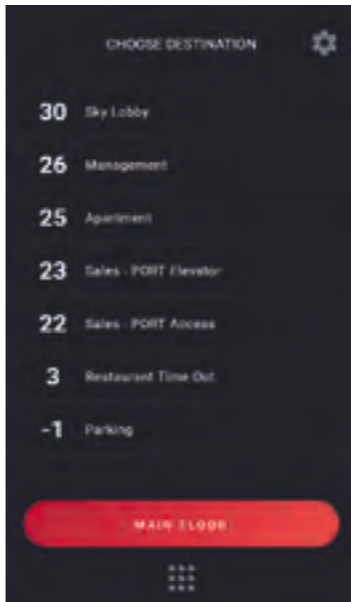 CHOOSE DESTINATION
30 Sky Lobby
26 Management
25 Apartment
23 Sales - PORT Elevator
22 Sales - PORT Access
3 Restaurant Time Out
-1 Parking
MAIN FLOOR